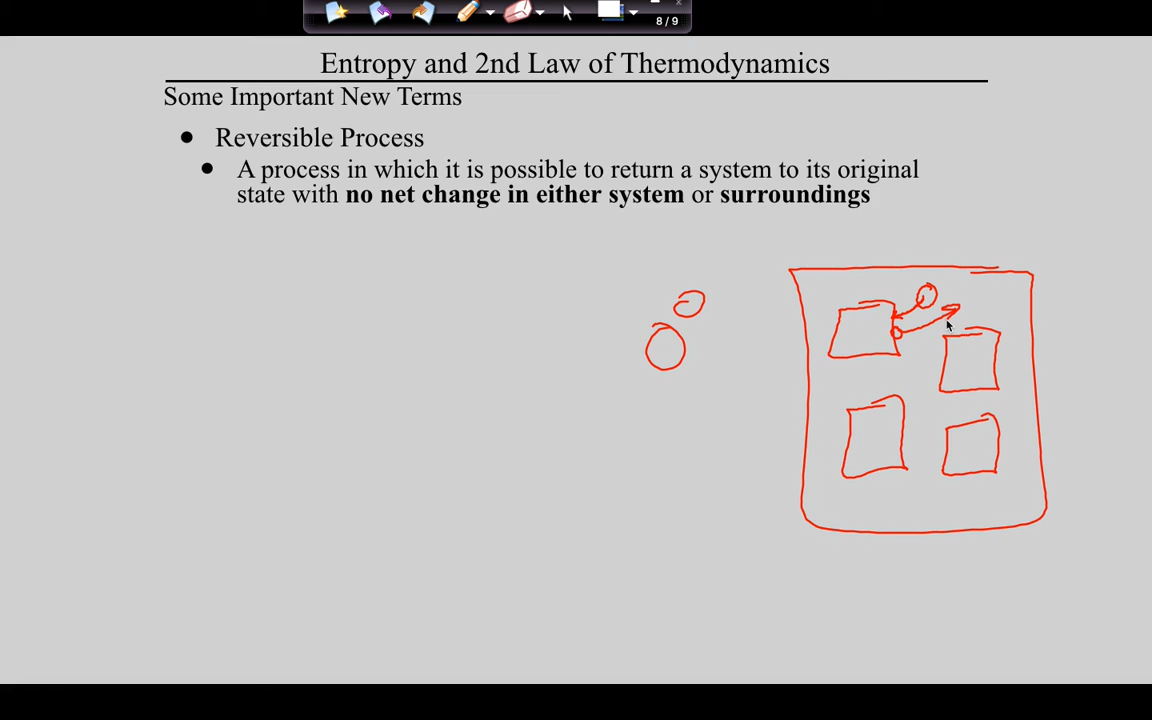 8 / 9
Entropy and 2nd Law of Thermodynamics
Some Important New Terms
Reversible Process
A process in which it is possible to return a system to its original
state with no net change in either system or surroundings